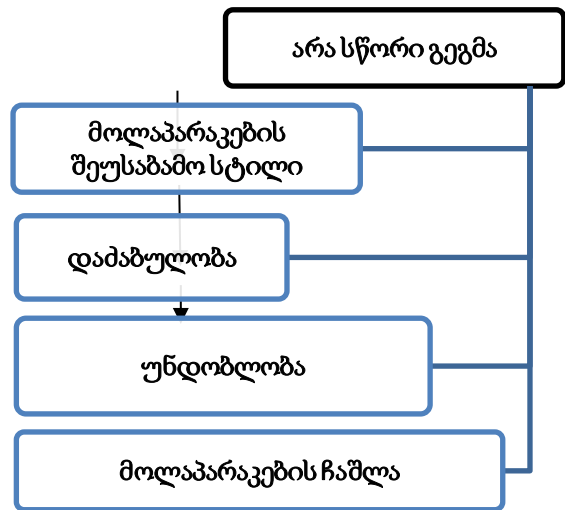 არა სწორი გეგმა
მოლაპარაკების
შეუსაბამო სტილი
დაძაბულობა
უნდობლობა
მოლაპარაკების ჩაშლა